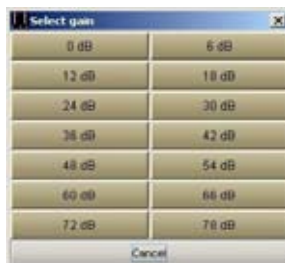 Select gain
0 dB 6 dB
12 dB 18 dB
24 dB 30 dB
36 dB 42 dB
48 dB 54 dB
60 dB 66 dB
72 dB 78 dB
Cancel